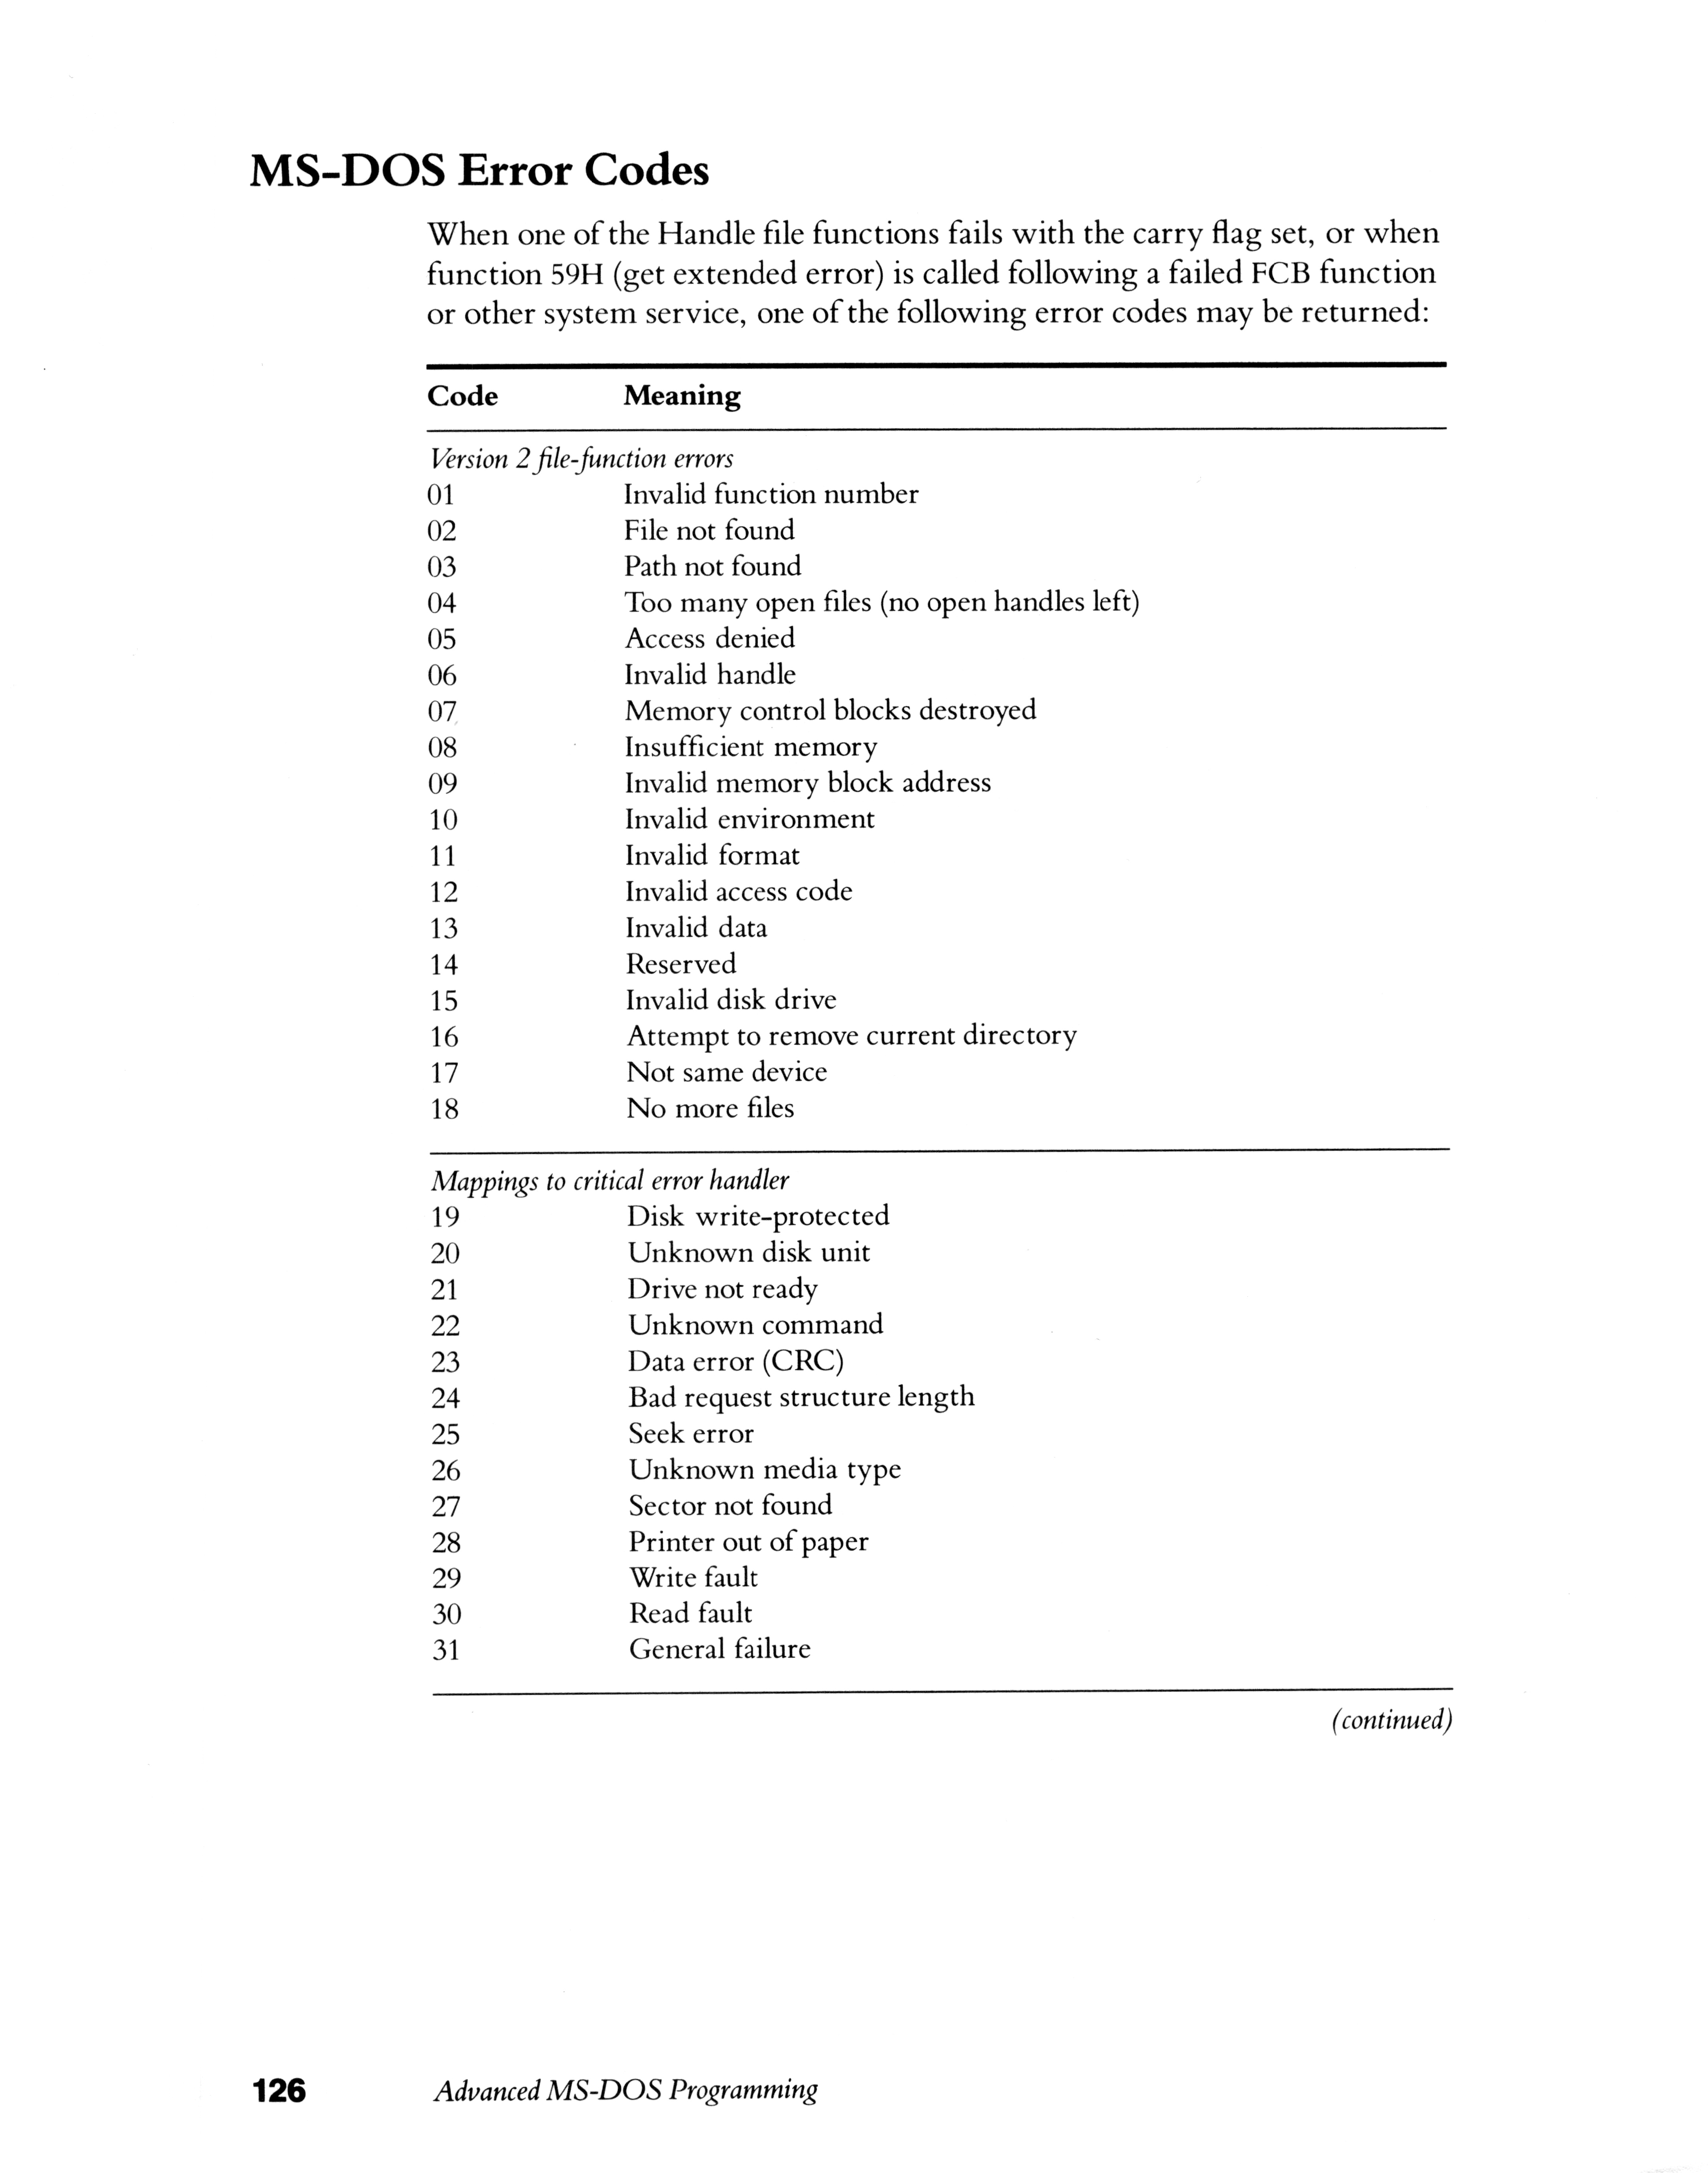 MS-DOS Error Codes
When one of the Handle file functions fails with the carry flag set, or when
function 59H (get extended error) is called following a failed FCB function
or other system service, one of the following error codes may be returned:
Code Meaning
Version 2 file-function errors
01 Invalid function number
02 File not found
03 Path not found
04 Too many open files (no open handles left)
05 Access denied
06 Invalid handle
07 Memory control blocks destroyed
08 Insufficient memory
09 Invalid memory block address
10 Invalid environment
11 Invalid format
12 Invalid access code
13 Invalid data
14 Reserved
15 Invalid disk drive
16 Attempt to remove current directory
17 Not same device
18 No more files
Mappings to critical error handler
19 Disk write-protected
20 Unknown disk unit
21 Drive not ready
22 Unknown command
23 Data error (CRC)
24 Bad request structure length
25 Seek error
26 Unknown media type
27 Sector not found
28 Printer out of paper
29 Write fault
30 Read fault
31 General failure
(continued)
126 Advanced MS-DOS Programming